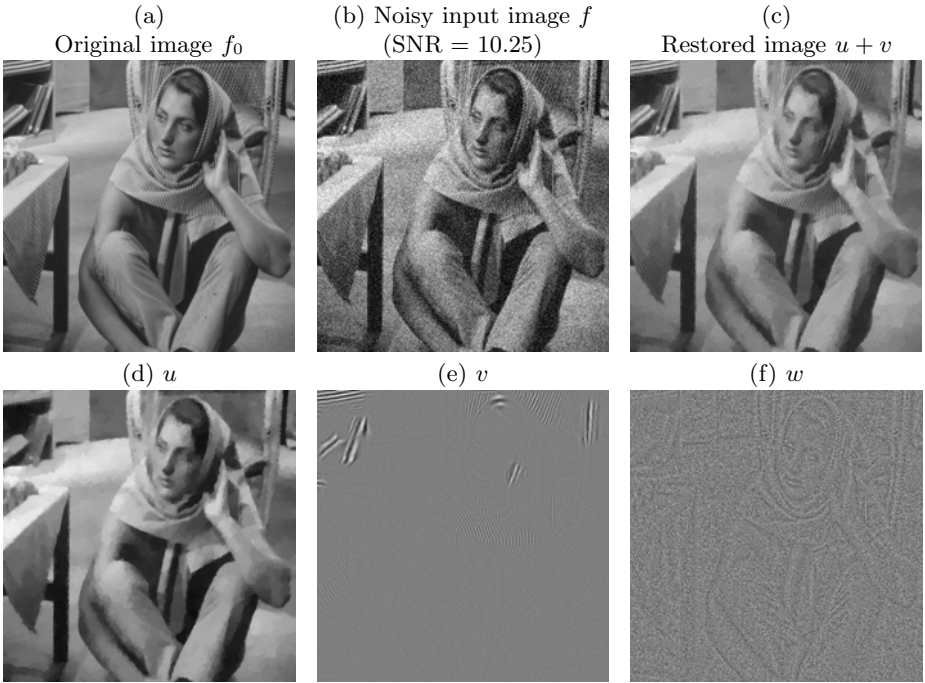 (a)
Original image f₀
(b) Noisy input image f
(SNR = 10.25)
(c)
Restored image u + v
(d) u
(e) v
(f) w